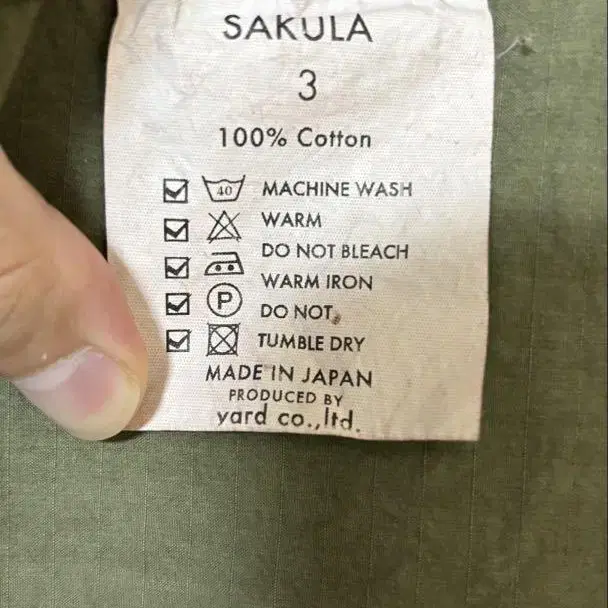 SAKULA
3
100% Cotton
40 MACHINE WASH
WARM
DO NOT BLEACH
WARM IRON
P DO NOT
TUMBLE DRY
MADE IN JAPAN
PRODUCED BY
yard co.,ltd.